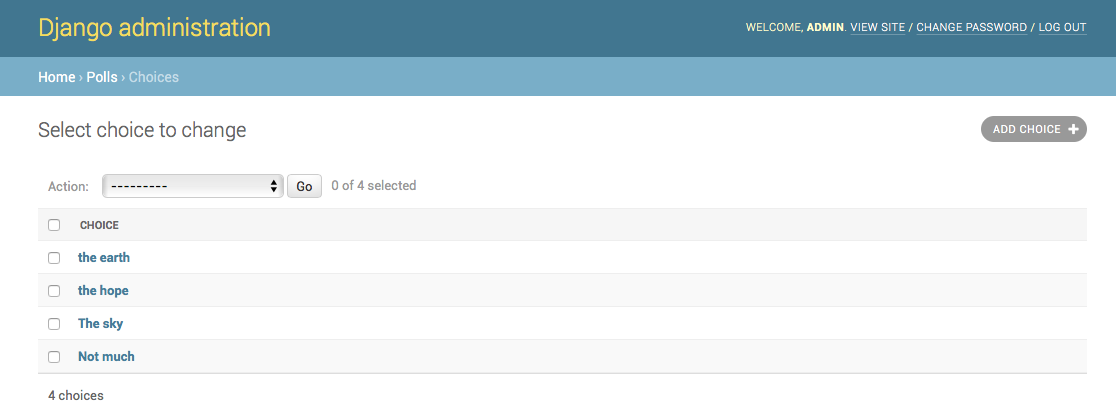 Django administration
WELCOME, ADMIN. VIEW SITE / CHANGE PASSWORD / LOG OUT
Home › Polls › Choices
Select choice to change
ADD CHOICE +
Action: --------- Go 0 of 4 selected
CHOICE
the earth
the hope
The sky
Not much
4 choices